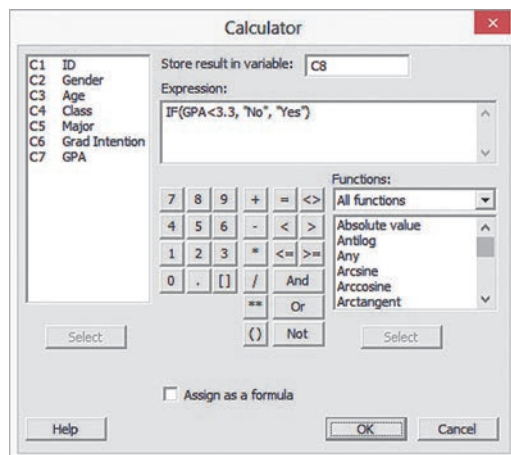 Calculator
×
C1 ID
C2 Gender
C3 Age
C4 Class
C5 Major
C6 Grad Intention
C7 GPA
Store result in variable: C8
Expression:
IF(GPA<3.3, "No", "Yes")
Functions:
7 8 9 + = <> All functions
4 5 6 - < > Absolute value
Antilog
1 2 3 * <= >= Any
Arcsine
0 . [] / And Arccosine
Arctangent
** Or
Select () Not Select
Assign as a formula
Help OK Cancel